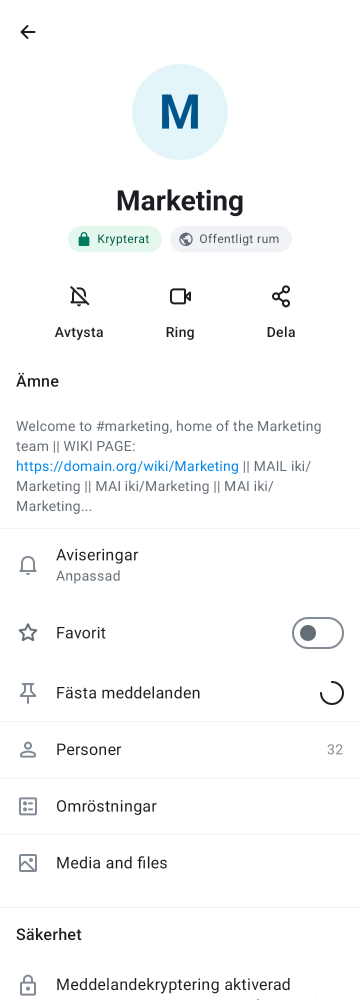 M
Marketing
Krypterat
Offentligt rum
Avtysta
Ring
Dela
Ämne
Welcome to #marketing, home of the Marketing
team || WIKI PAGE:
https://domain.org/wiki/Marketing || MAIL iki/
Marketing || MAI iki/Marketing || MAI iki/
Marketing...
Aviseringar
Anpassad
Favorit
Fästa meddelanden
Personer 32
Omröstningar
Media and files
Säkerhet
Meddelandekryptering aktiverad